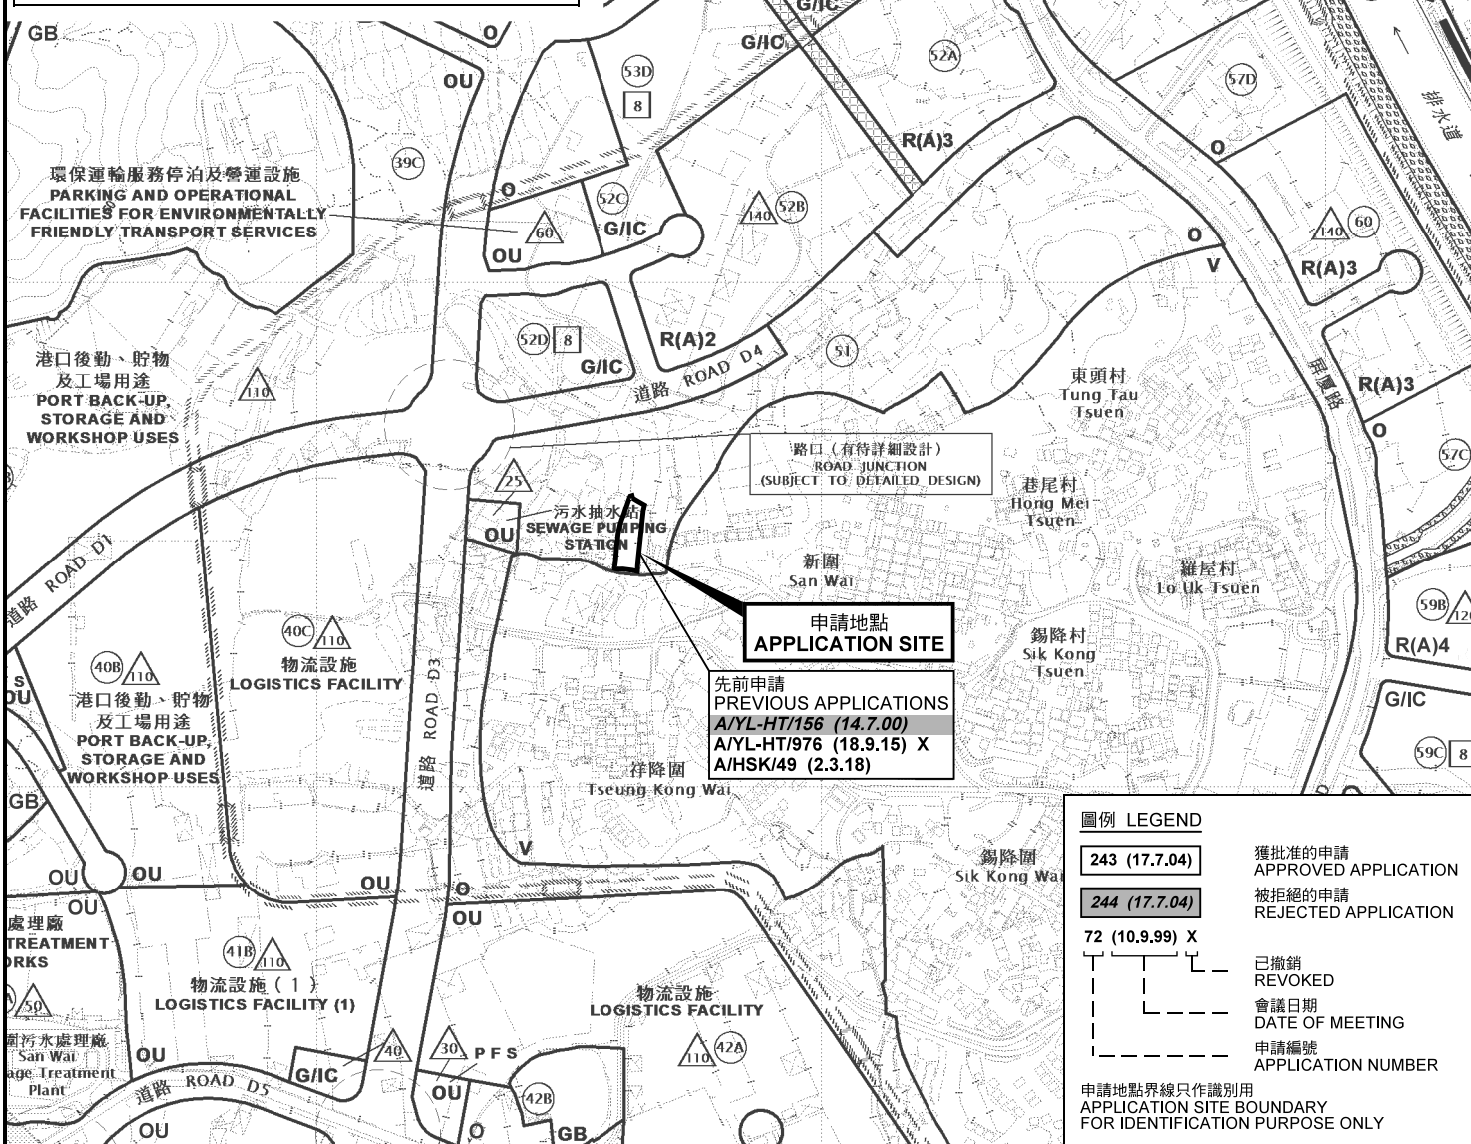 GB
O
G/IC
G/IC
OU
53D
8
52A
57D
排水道
39C
環保運輸服務停泊及營運設施
PARKING AND OPERATIONAL
FACILITIES FOR ENVIRONMENTALLY
FRIENDLY TRANSPORT SERVICES
R(A)3
O
O
52C
G/IC
60
OU
140
52B
O
V
140
60
R(A)3
港口後勤、貯物
及工場用途
PORT BACK-UP,
STORAGE AND
WORKSHOP USES
110
52D
8
G/IC
R(A)2
道路 ROAD D4
51
東頭村
Tung Tau
Tsuen
屏廈路
R(A)3
O
57C
路口（有待詳細設計）
ROAD JUNCTION
(SUBJECT TO DETAILED DESIGN)
25
污水抽水站
SEWAGE PUMPING
STATION
OU
巷尾村
Hong Mei
Tsuen
道路 ROAD D1
新圍
San Wai
羅屋村
Lo Uk Tsuen
申請地點
APPLICATION SITE
59B
120
R(A)4
40C
110
物流設施
LOGISTICS FACILITY
錫降村
Sik Kong
Tsuen
40B
110
S
OU
港口後勤、貯物
及工場用途
PORT BACK-UP,
STORAGE AND
WORKSHOP USES
道路 ROAD D3
先前申請
PREVIOUS APPLICATIONS
A/YL-HT/156 (14.7.00)
A/YL-HT/976 (18.9.15) X
A/HSK/49 (2.3.18)
G/IC
59C
8
祥降圍
Tseung Kong Wai
GB
V
錫降圍
Sik Kong Wai
OU
OU
OU
O
OU
OU
處理廠
TREATMENT
ORKS
50
41B
110
物流設施（1）
LOGISTICS FACILITY (1)
物流設施
LOGISTICS FACILITY
110
42A
圍污水處理廠
San Wai
age Treatment
Plant
OU
道路 ROAD D5
G/IC
40
30
PFS
OU
42B
OU
O
GB
圖例 LEGEND
243 (17.7.04)
獲批准的申請
APPROVED APPLICATION
244 (17.7.04)
被拒絕的申請
REJECTED APPLICATION
72 (10.9.99) X
已撤銷
REVOKED
會議日期
DATE OF MEETING
申請編號
APPLICATION NUMBER
申請地點界線只作識別用
APPLICATION SITE BOUNDARY
FOR IDENTIFICATION PURPOSE ONLY